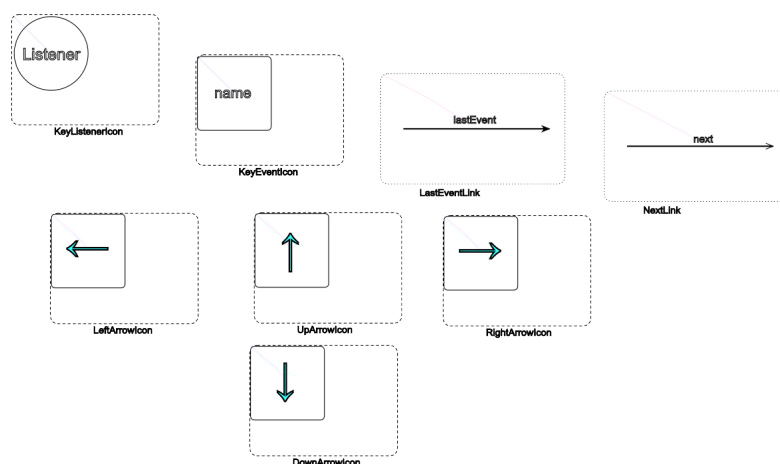 Listener
KeyListenerIcon
name
KeyEventIcon
lastEvent
LastEventLink
next
NextLink
LeftArrowIcon
UpArrowIcon
RightArrowIcon
DownArrowIcon